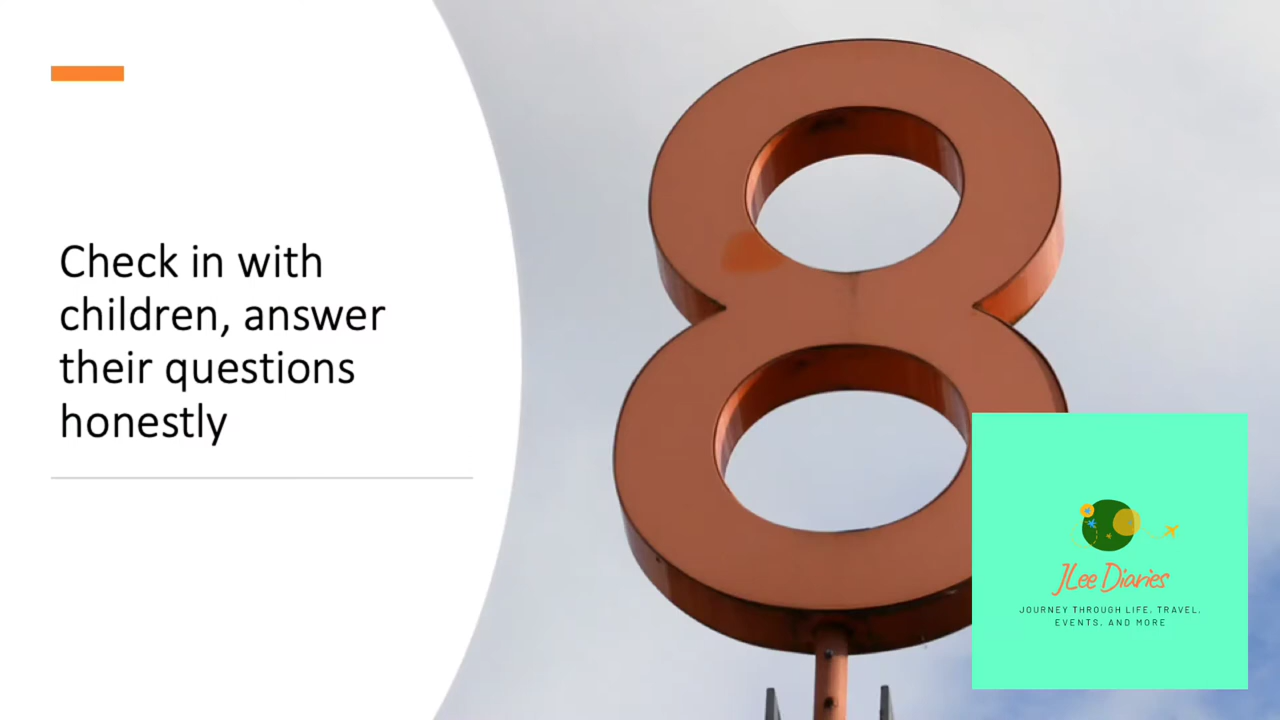 Check in with
children, answer
their questions
honestly
8
JLee Diaries
JOURNEY THROUGH LIFE, TRAVEL,
EVENTS, AND MORE